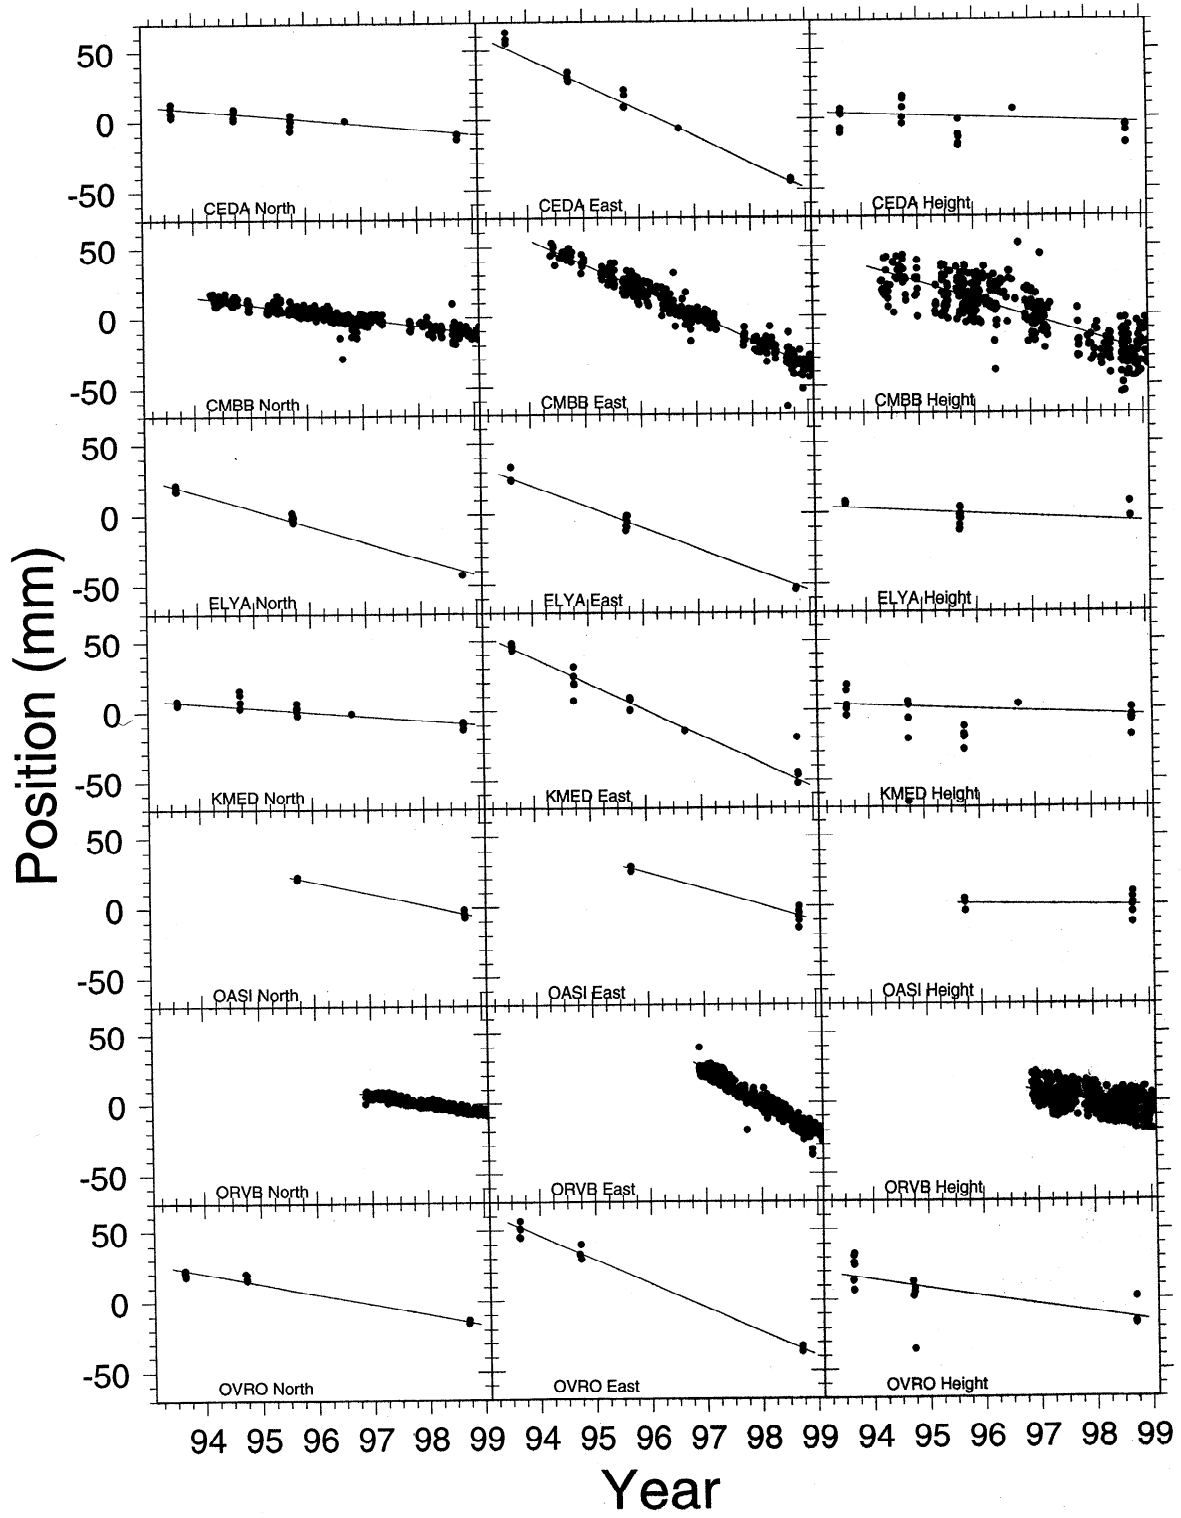 Position (mm)
50
0
-50
CEDA North
CEDA East
CEDA Height
50
0
-50
CMBB North
CMBB East
CMBB Height
50
0
-50
ELYA North
ELYA East
ELYA Height
50
0
-50
KMED North
KMED East
KMED Height
50
0
-50
OASI North
OASI East
OASI Height
50
0
-50
ORVB North
ORVB East
ORVB Height
50
0
-50
OVRO North
OVRO East
OVRO Height
94 95 96 97 98 99 94 95 96 97 98 99 94 95 96 97 98 99
Year